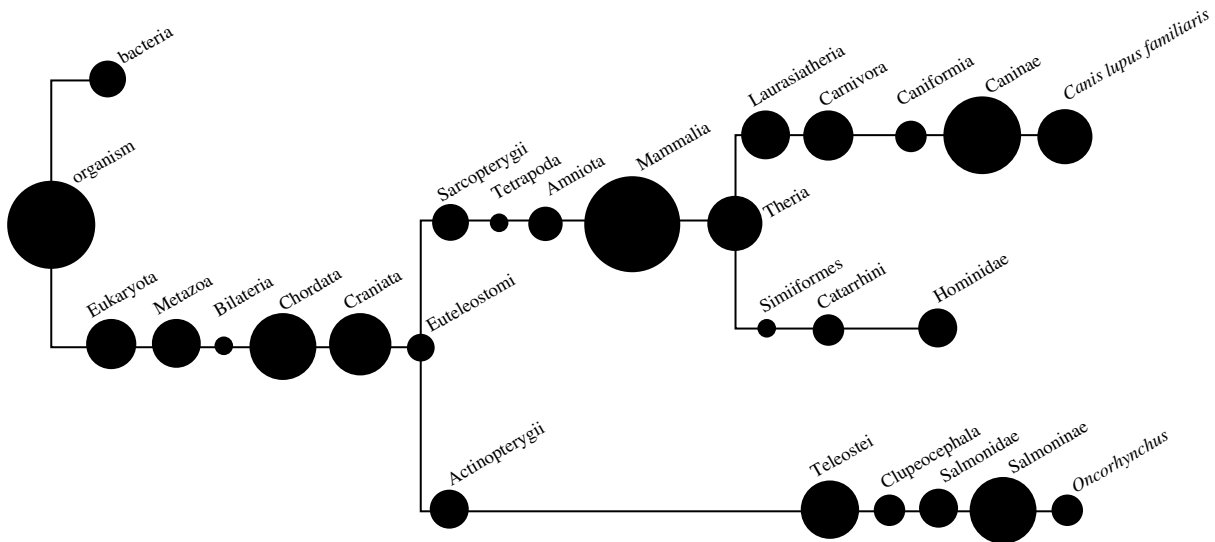 bacteria
organism
Eukaryota
Metazoa
Bilateria
Chordata
Craniata
Euteleostomi
Sarcopterygii
Tetrapoda
Amniota
Mammalia
Theria
Laurasiatheria
Carnivora
Caniformia
Caninae
Canis lupus familiaris
Simiiformes
Catarrhini
Hominidae
Actinopterygii
Teleostei
Clupeocephala
Salmonidae
Salmoninae
Oncorhynchus